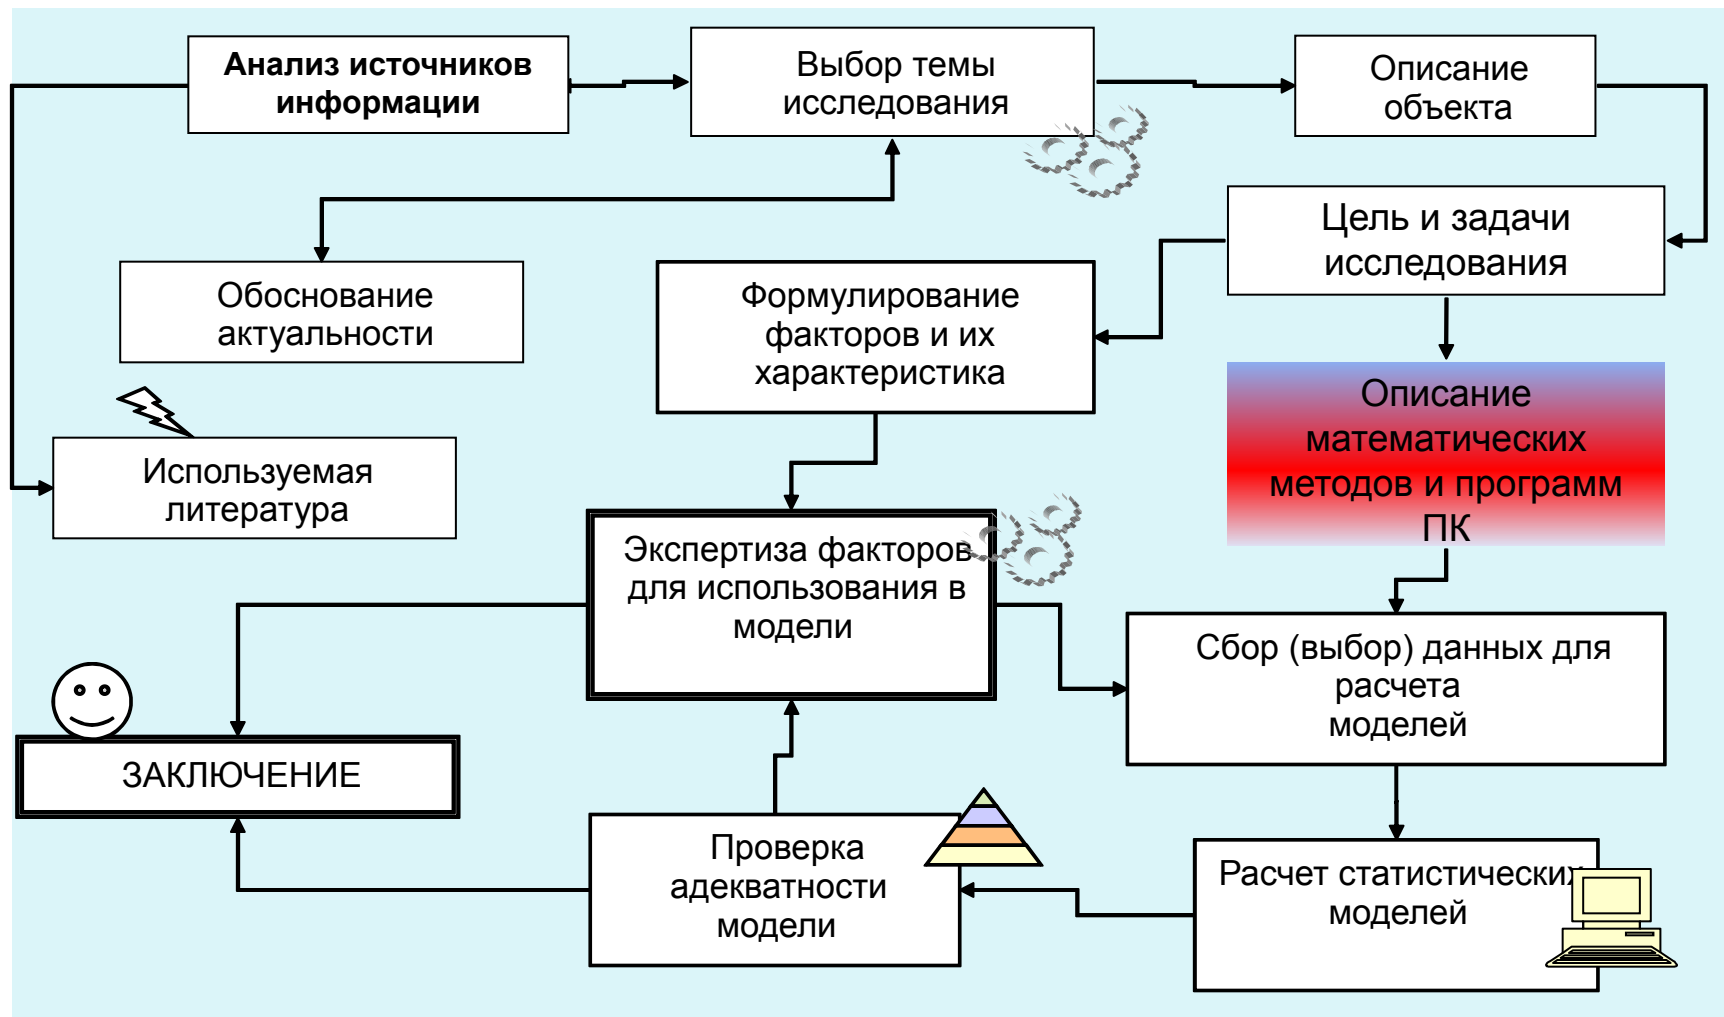 Анализ источников
информации
Выбор темы
исследования
Описание
объекта
Цель и задачи
исследования
Обоснование
актуальности
Формулирование
факторов и их
характеристика
Описание
математических
методов и программ
ПК
Используемая
литература
Экспертиза факторов
для использования в
модели
Сбор (выбор) данных для
расчета
моделей
ЗАКЛЮЧЕНИЕ
Проверка
адекватности
модели
Расчет статистических
моделей